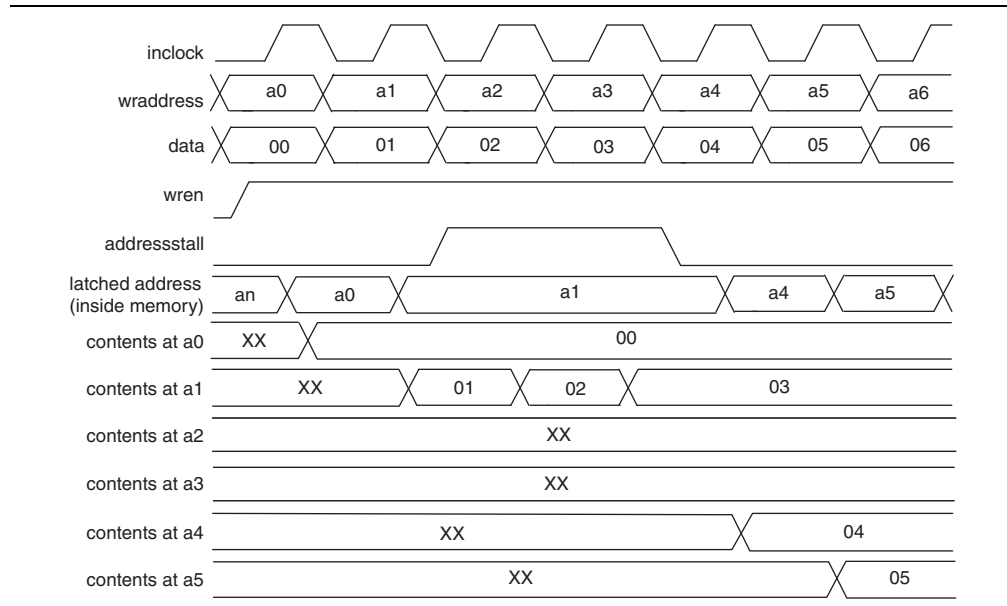 inclock
wraddress a0 a1 a2 a3 a4 a5 a6
data 00 01 02 03 04 05 06
wren
addressstall
latched address
(inside memory) an a0 a1 a4 a5
contents at a0 XX 00
contents at a1 XX 01 02 03
contents at a2 XX
contents at a3 XX
contents at a4 XX 04
contents at a5 XX 05